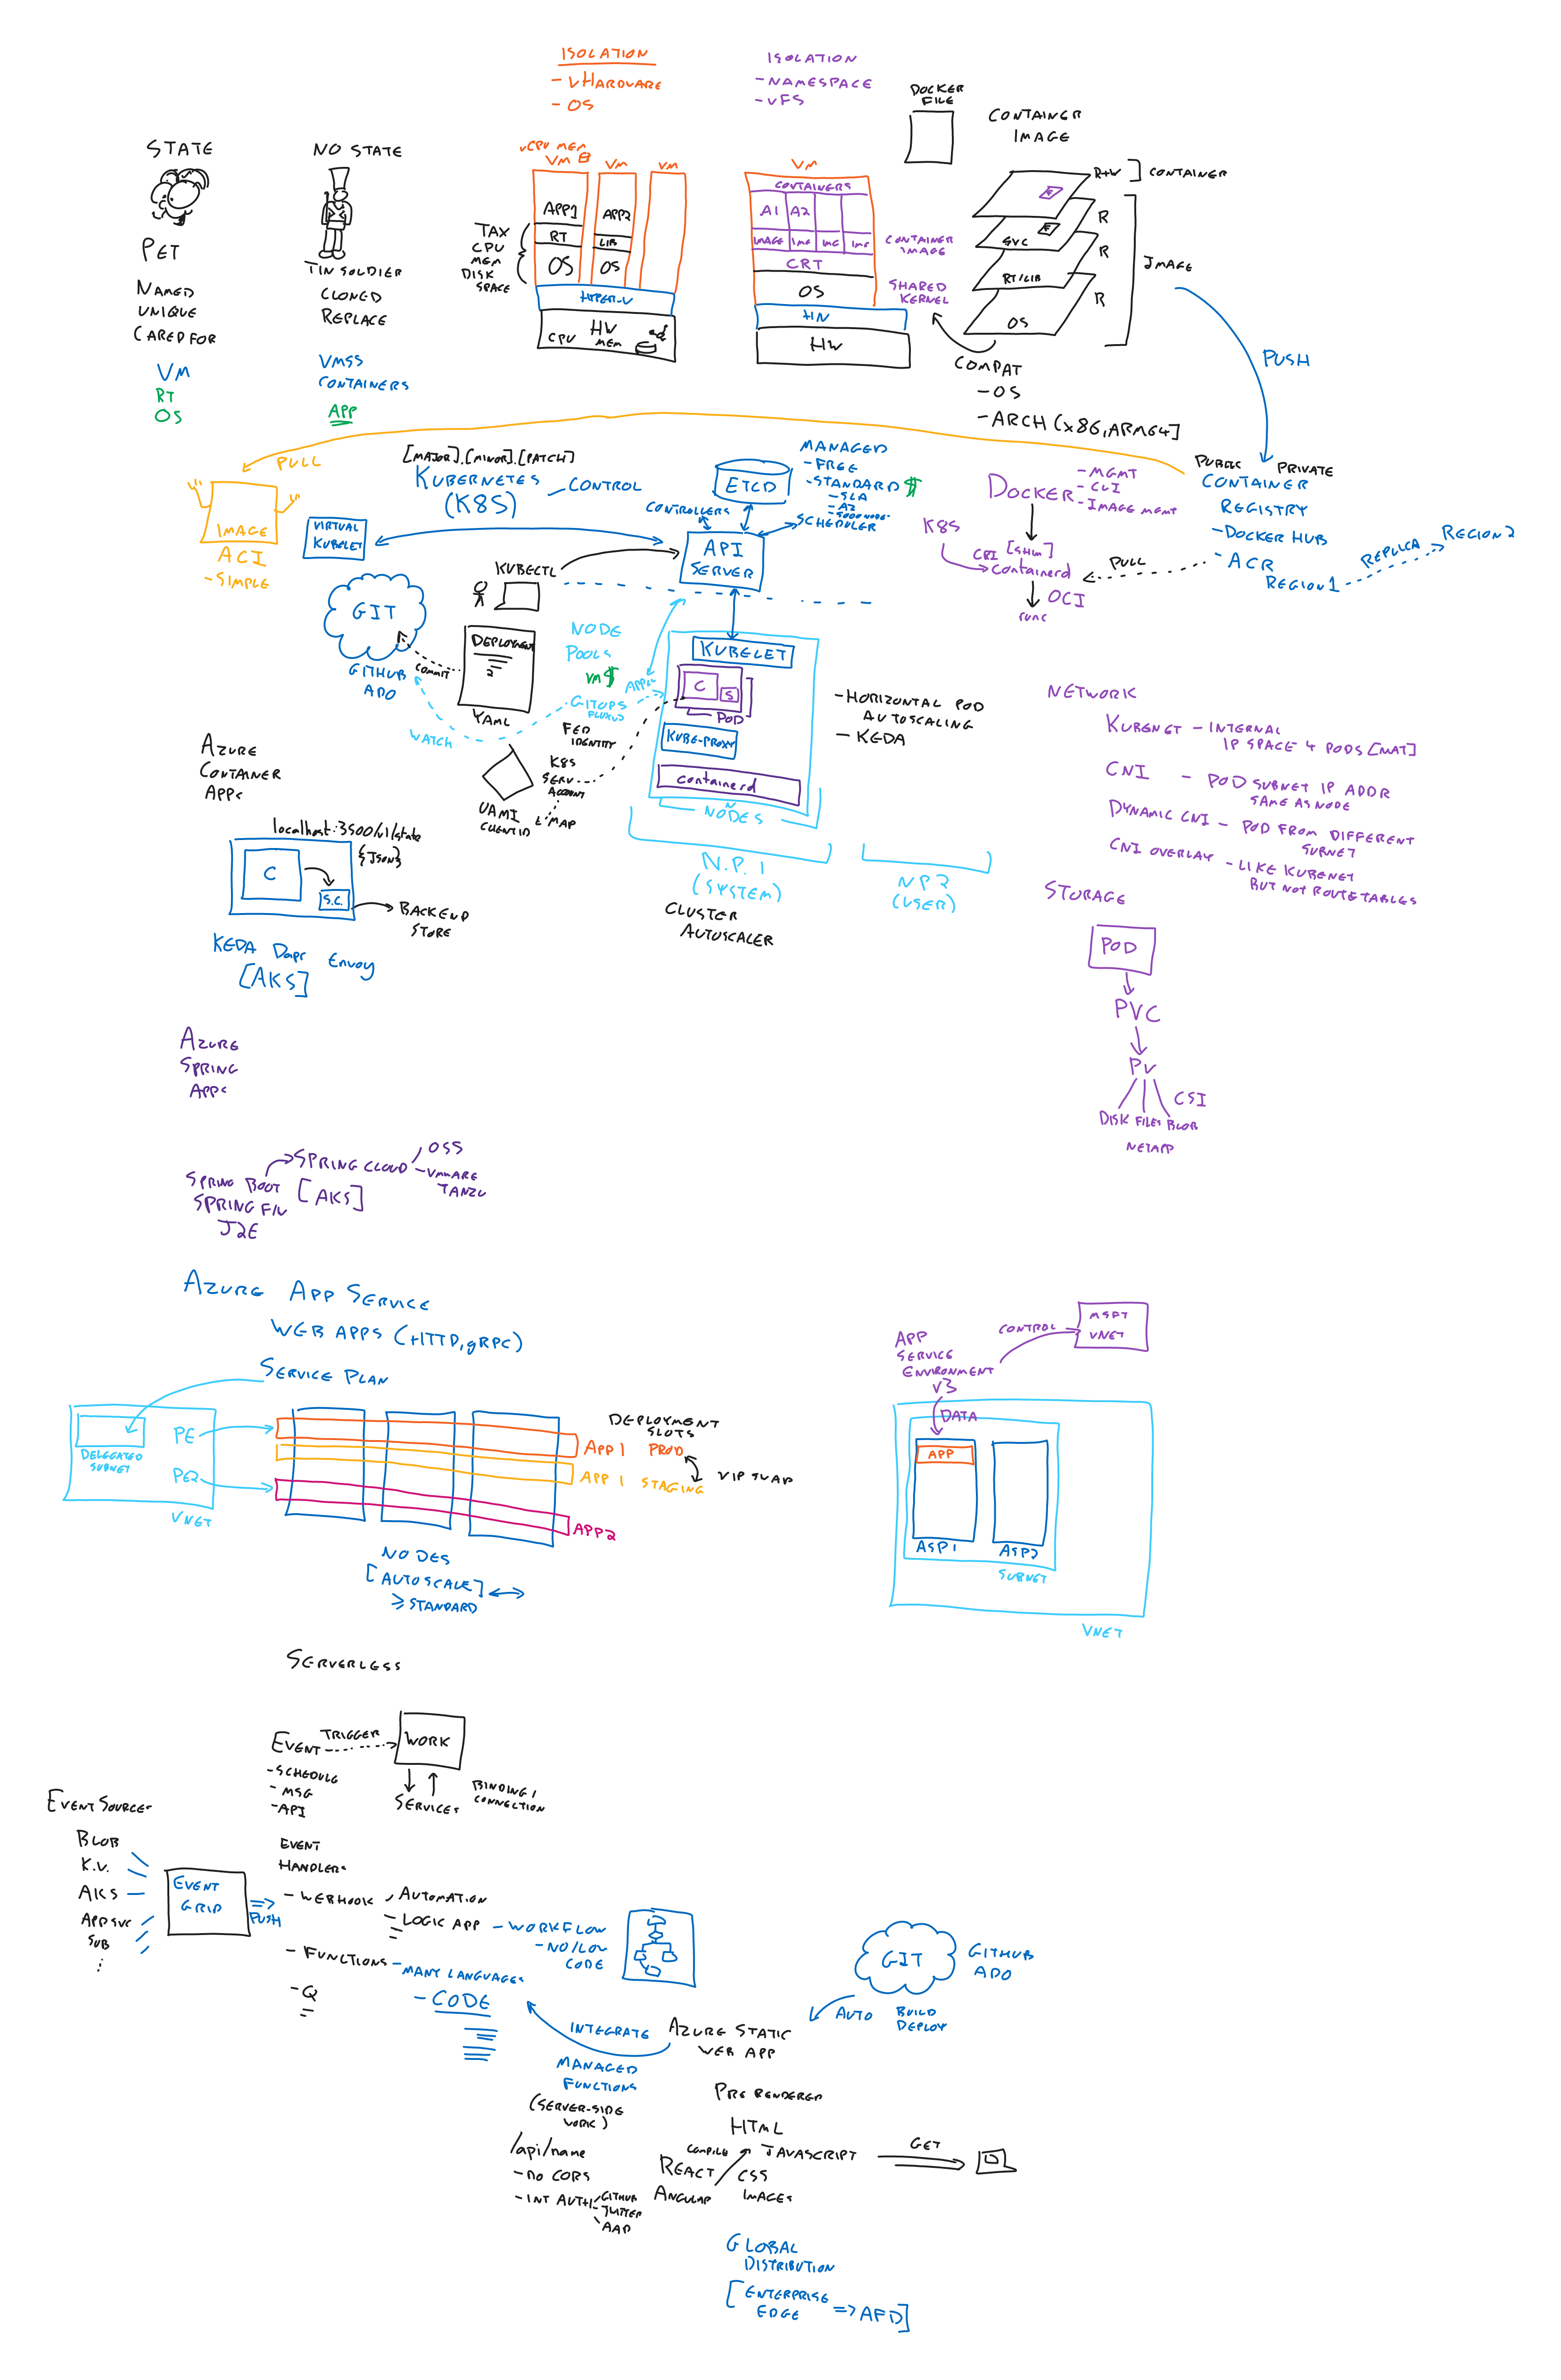 ISOLATION
- vHARDWARE
- OS
ISOLATION
- NAMESPACE
- vFS
DOCKER
FILE
CONTAINER
IMAGE
STATE
PET
NAMED
UNIQUE
CARED FOR
VM
RT
OS
NO STATE
TIN SOLDIER
CLONED
REPLACE
VMSS
CONTAINERS
APP
vCPU MEM
VM
VM
VM
APP1
APP2
RT
LIB
OS
OS
TAX
CPU
MEM
DISK
SPACE
HYPER-V
HW
CPU
MEM
VM
CONTAINERS
A1
A2
IMAGE
IMG
IMG
IMG
CRT
OS
HV
HW
CONTAINER
IMAGE
SHARED
KERNEL
R+W
CONTAINER
SVC
R
RT/LIB
R
OS
R
IMAGE
COMPAT
- OS
- ARCH (x86, ARM64]
PUSH
PULL
IMAGE
ACI
- SIMPLE
[MAJOR].[MINOR].[PATCH]
KUBERNETES
(K8S)
CONTROL
VIRTUAL
KUBELET
ETCD
CONTROLLERS
API
SERVER
SCHEDULER
MANAGED
- FREE
- STANDARD $
- SLA
- AZ
- 5000 NODE
DOCKER
- MGMT
- CLI
- IMAGE MGMT
K8S
CRI
[SHIM]
containerd
OCI
runc
PULL
PUBLIC
PRIVATE
CONTAINER
REGISTRY
- DOCKER HUB
- ACR
REGION 1
REPLICA
REGION 2
KUBECTL
GIT
GITHUB
ADO
COMMIT
DEPLOYMENT
YAML
WATCH
NODE
POOLS
VM $
GITOPS
FLUXV2
APPLY
FED
IDENTITY
K8S
SERV
ACCOUNT
UAMI
CLIENTID
MAP
KUBELET
C
S
POD
KUBE-PROXY
containerd
NODES
N.P. 1
(SYSTEM)
CLUSTER
AUTOSCALER
NP2
(USER)
- HORIZONTAL POD
AUTOSCALING
- KEDA
NETWORK
KUBENET - INTERNAL
IP SPACE 4 PODS [NAT]
CNI - POD SUBNET IP ADDR
SAME AS NODE
DYNAMIC CNI - POD FROM DIFFERENT
SUBNET
CNI OVERLAY - LIKE KUBENET
BUT NOT ROUTE TABLES
STORAGE
POD
PVC
PV
CSI
DISK FILES BLOB
NETAPP
AZURE
CONTAINER
APPS
localhost:3500/v1/state
{Json}
C
S.C.
BACKEND
STORE
KEDA Dapr Envoy
[AKS]
AZURE
SPRING
APPS
SPRING BOOT
SPRING F/W
J2E
SPRING CLOUD
[AKS]
OSS
- VMWARE
TANZU
AZURE APP SERVICE
WEB APPS (HTTP, gRPC)
SERVICE PLAN
DELEGATED
SUBNET
PE
PE2
VNET
DEPLOYMENT
SLOTS
APP 1 PROD
APP 1 STAGING
VIP SWAP
APP2
NODES
[AUTOSCALE]
≥ STANDARD
APP
SERVICE
ENVIRONMENT
V3
CONTROL
MSFT
VNET
DATA
APP
ASP1
ASP2
SUBNET
VNET
SERVERLESS
EVENT
TRIGGER
WORK
- SCHEDULE
- MSG
- API
SERVICES
BINDING /
CONNECTION
EVENT SOURCES
BLOB
K.V.
AKS
APP SVC
SUB
EVENT
GRID
PUSH
EVENT
HANDLERS
- WEBHOOK
AUTOMATION
- LOGIC APP
- WORKFLOW
- NO/LOW
CODE
- FUNCTIONS
- MANY LANGUAGES
- CODE
- Q
GIT
GITHUB
ADO
AUTO
BUILD
DEPLOY
INTEGRATE
AZURE STATIC
WEB APP
MANAGED
FUNCTIONS
(SERVER-SIDE
WORK)
/api/name
- NO CORS
- INT AUTH
GITHUB
- TWITTER
AAD
PRE RENDERED
HTML
COMPILE
JAVASCRIPT
REACT
CSS
ANGULAR
IMAGES
GET
GLOBAL
DISTRIBUTION
[ENTERPRISE
EDGE => AFD]